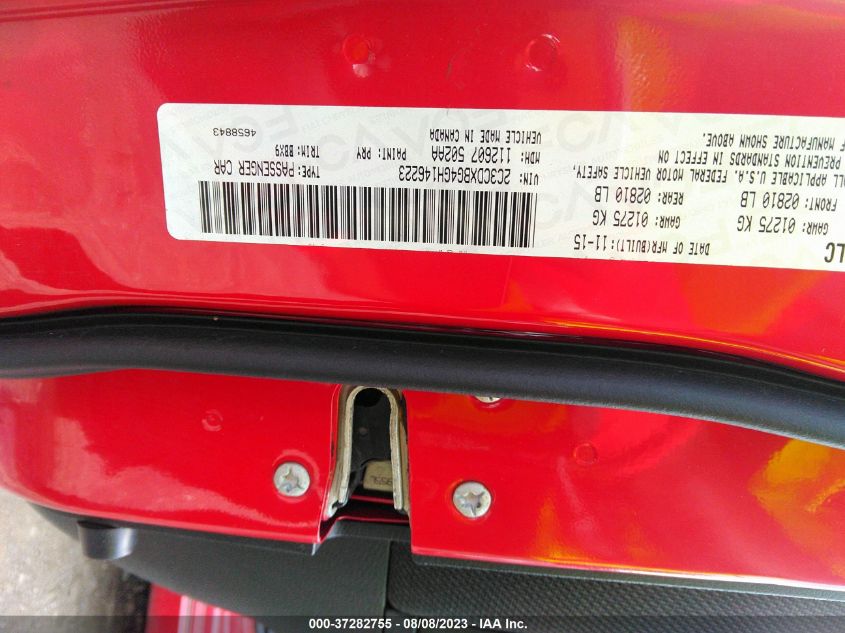 LC
DATE OF MFR(BUILT): 11-15
01275 KG GAWR: 01275 KG
FRONT: 02810 LB REAR: 02810 LB
APPLICABLE U.S.A. FEDERAL MOTOR VEHICLE SAFETY,
PREVENTION STANDARDS IN EFFECT ON
F MANUFACTURE SHOWN ABOVE.
VIN: 2C3CDXBG4GH146223 TYPE: PASSENGER CAR
MDH: 112607 502AA PAINT: PRY TRIM: BBX9
VEHICLE MADE IN CANADA 4658843
000-37282755 - 08/08/2023 - IAA Inc.